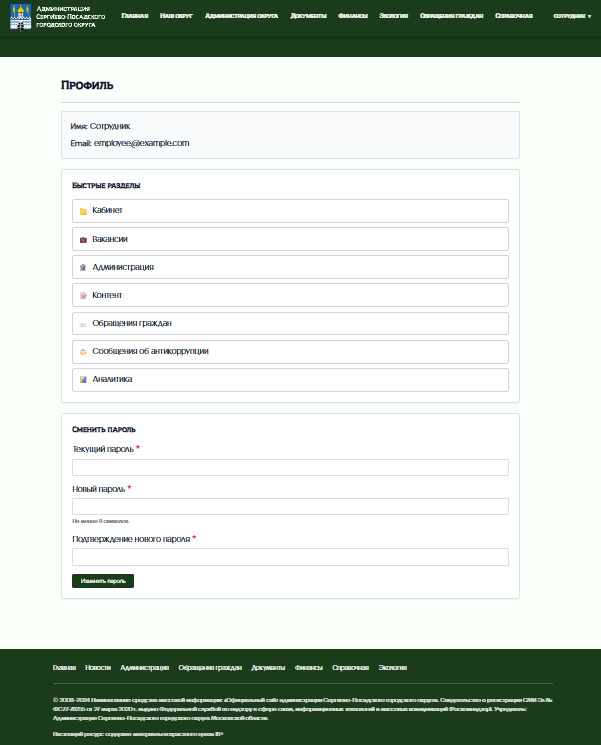 Администрация
Сергиево-Посадского
городского округа
Главная Наш округ Администрация округа Документы Финансы Экология Обращения граждан Справочная сотрудник ▼
Профиль
Имя: Сотрудник
Email: employee@example.com
Быстрые разделы
Кабинет
Вакансии
Администрация
Контент
Обращения граждан
Сообщения об антикоррупции
Аналитика
Сменить пароль
Текущий пароль *
Новый пароль *
Не менее 8 символов.
Подтверждение нового пароля *
Изменить пароль
Главная Новости Администрация Обращения граждан Документы Финансы Справочная Экология
Наименование средства массовой информации: «Официальный сайт администрации Сергиево-Посадского городского округа». Свидетельство о регистрации СМИ Эл №
от 27 марта 2020 г. выдано Федеральной службой по надзору в сфере связи, информационных технологий и массовых коммуникаций (Роскомнадзор). Учредитель:
Администрация Сергиево-Посадского городского округа Московской области.
Настоящий ресурс содержит материалы возрастного ценза 18+